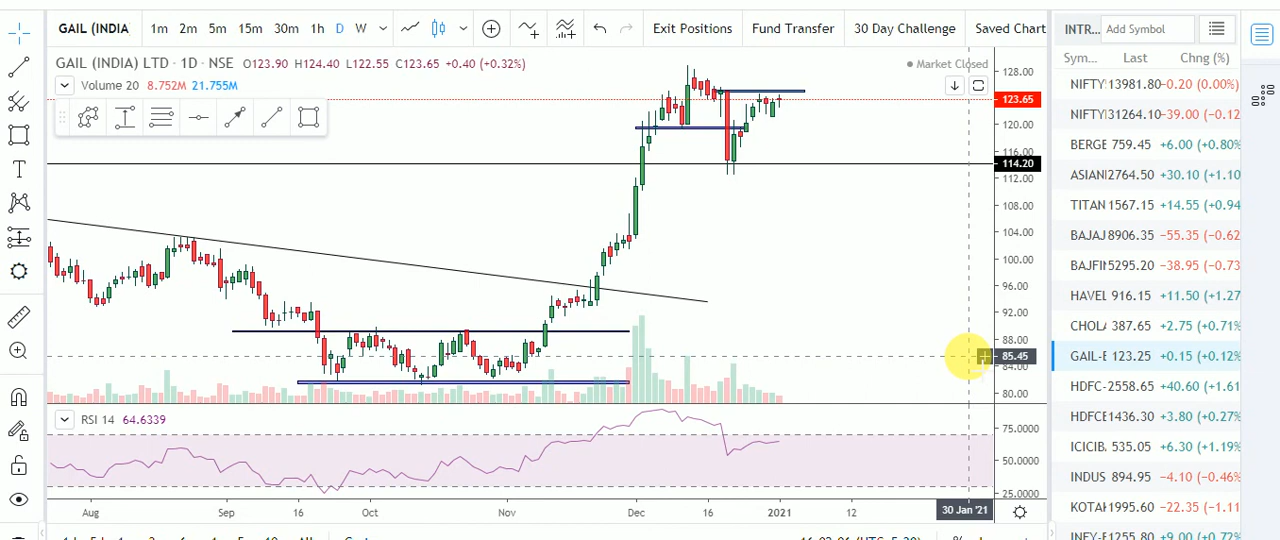 GAIL (INDIA 1m 2m 5m 15m 30m 1h D W Exit Positions Fund Transfer 30 Day Challenge Saved Chart INTR... Add Symbol
GAIL (INDIA) LTD · 1D · NSE O123.90 H124.40 L122.55 C123.65 +0.40 (+0.32%) Market Closed
Volume 20 8.752M 21.755M
T
128.00
123.65
120.00
116.00
114.20
112.00
108.00
104.00
100.00
96.00
92.00
88.00
85.45
84.00
80.00
RSI 14 64.6339
75.0000
50.0000
25.0000
Aug Sep 16 Oct Nov Dec 16 2021 12 30 Jan '21
Sym... Last Chng (%)
NIFTY 13981.80 -0.20 (0.00%)
NIFTY 31264.10 -39.00 (-0.12
BERGE 759.45 +6.00 (+0.80%
ASIAN 2764.50 +30.10 (+1.10
TITAN 1567.15 +14.55 (+0.94
BAJAJ 8906.35 -55.35 (-0.62
BAJFI 5295.20 -38.95 (-0.73
HAVEL 916.15 +11.50 (+1.27
CHOLA 387.65 +2.75 (+0.71%
GAIL-E 123.25 +0.15 (+0.12%
HDFC- 2558.65 +40.60 (+1.61
HDFCB 1436.30 +3.80 (+0.27%
ICICIB 535.05 +6.30 (+1.19%
INDUS 894.95 -4.10 (-0.46%
KOTAK 1995.60 -22.35 (-1.11